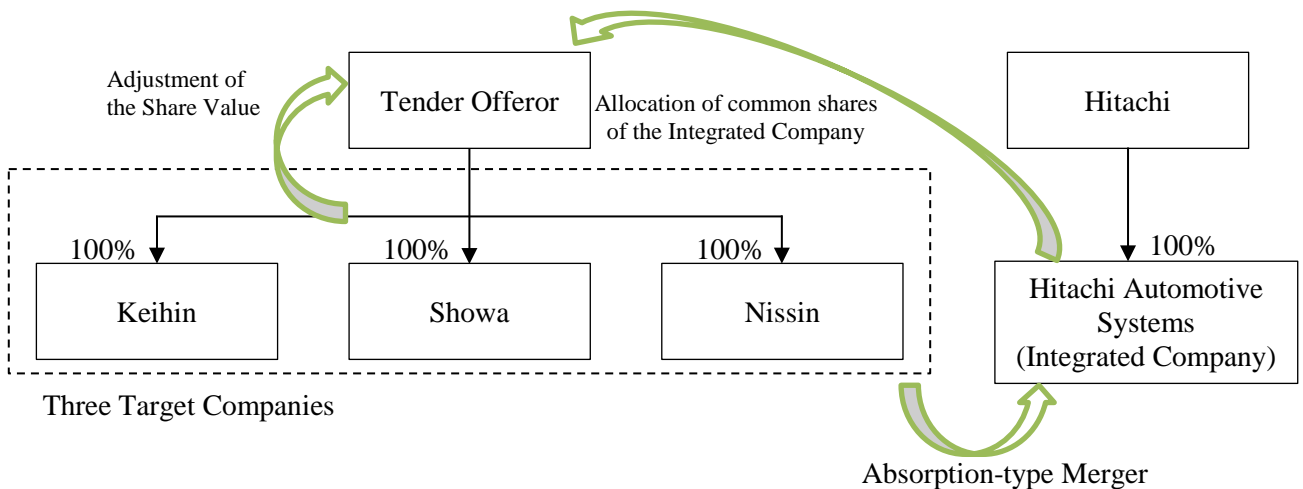 Adjustment of
the Share Value
Tender Offeror
Allocation of common shares
of the Integrated Company
Hitachi
100%
100%
100%
100%
Keihin
Showa
Nissin
Hitachi Automotive
Systems
(Integrated Company)
Three Target Companies
Absorption-type Merger